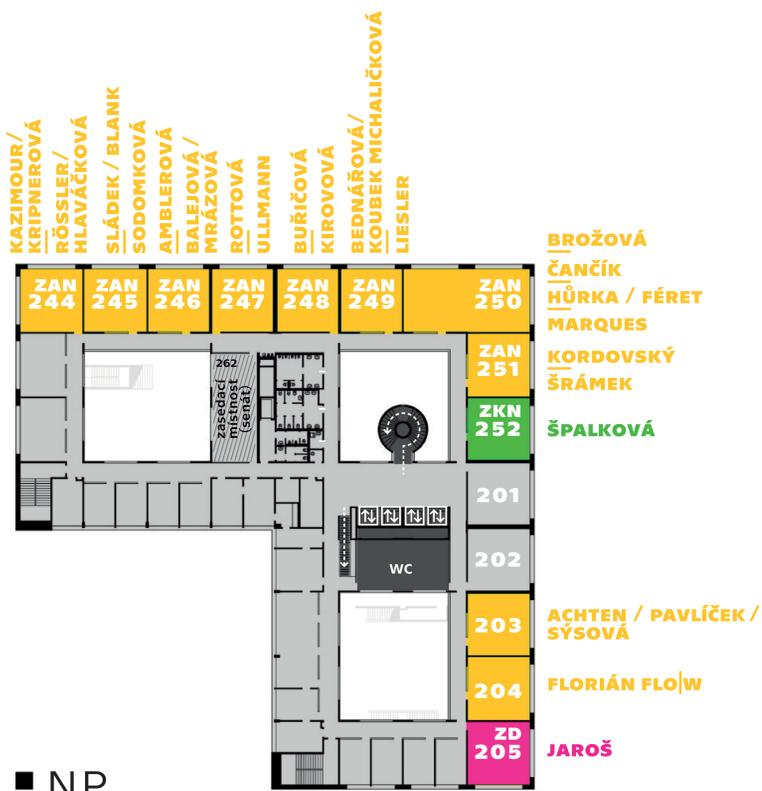 KAZIMOUR/
KRIPNEROVÁ
RÖSSLER/
HLAVÁČKOVÁ
SLÁDEK / BLANK
SODOMKOVÁ
AMBLEROVÁ
BALEJOVÁ /
MRÁZOVÁ
ROTTOVÁ
ULLMANN
BUŘIČOVÁ
KIROVOVÁ
BEDNÁŘOVÁ/
KOUBEK MICHALIČKOVÁ
LIESLER
BROŽOVÁ
ČANČÍK
HŮRKA / FÉRET
MARQUES
KORDOVSKÝ
ŠRÁMEK
ŠPALKOVÁ
ZAN
244
ZAN
245
ZAN
246
ZAN
247
ZAN
248
ZAN
249
ZAN
250
ZAN
251
ZKN
252
262
zasedací
místnost
(senát)
201
202
WC
203
ACHTEN / PAVLÍČEK /
SÝSOVÁ
204
FLORIÁN FLO|W
ZD
205
JAROŠ
NP